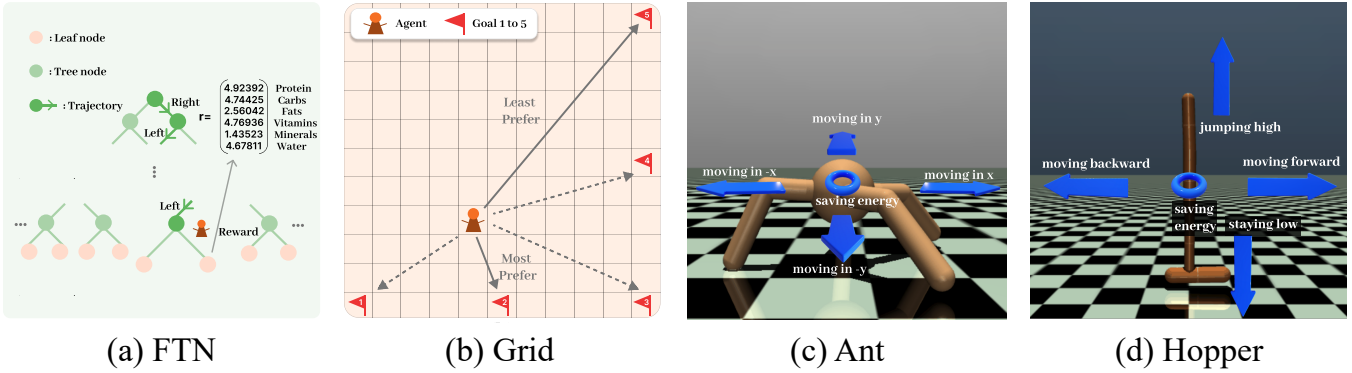 : Leaf node
: Tree node
: Trajectory
Right
Left
r=
4.92392 Protein
4.74425 Carbs
2.56042 Fats
4.76936 Vitamins
1.43523 Minerals
4.67811 Water
...
Left
...
...
Reward
(a) FTN
Agent
Goal 1 to 5
5
Least
Prefer
4
Most
Prefer
1
2
3
(b) Grid
moving in y
moving in -x
moving in x
saving energy
moving in -y
(c) Ant
jumping high
moving backward
moving forward
saving
energy
staying low
(d) Hopper